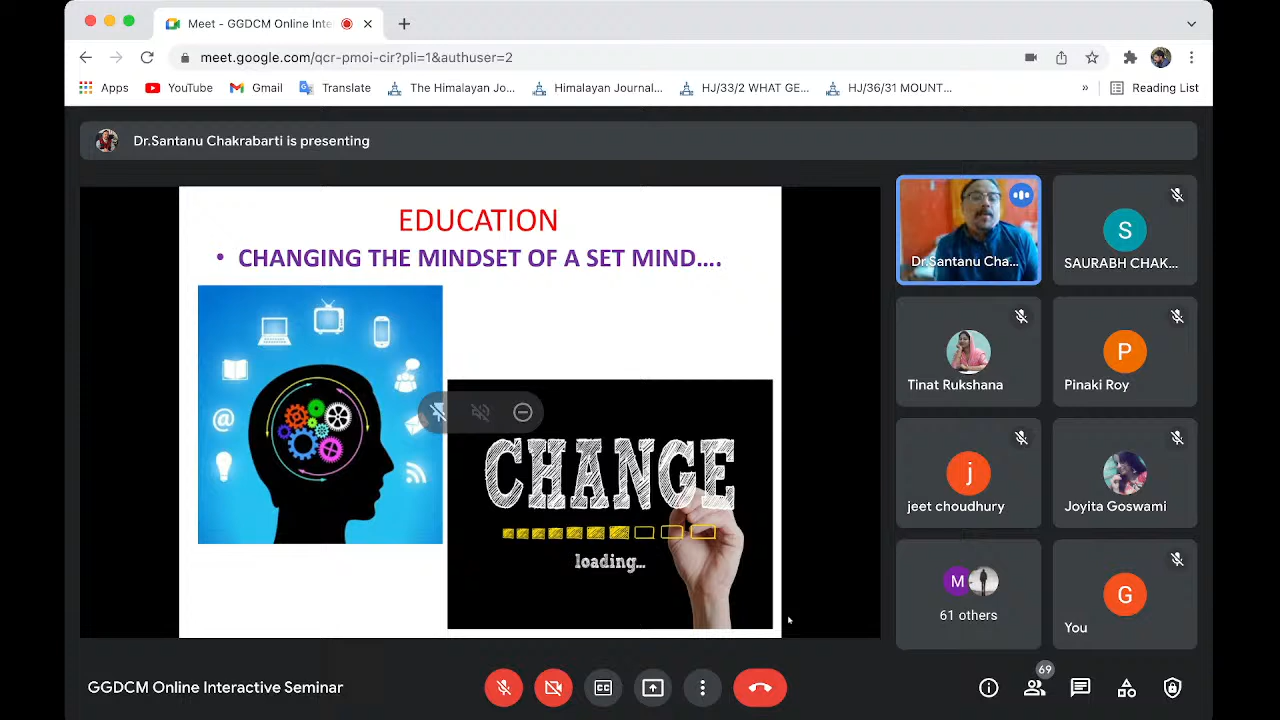 Meet - GGDCM Online Inte
meet.google.com/qcr-pmoi-cir?pli=1&authuser=2
Apps
YouTube
Gmail
Translate
The Himalayan Jo...
Himalayan Journal...
HJ/33/2 WHAT GE...
HJ/36/31 MOUNT...
»
Reading List
Dr.Santanu Chakrabarti is presenting
EDUCATION
• CHANGING THE MINDSET OF A SET MIND....
@
CHANGE
loading...
Dr.Santanu Cha...
S
SAURABH CHAK...
Tinat Rukshana
P
Pinaki Roy
j
jeet choudhury
Joyita Goswami
M
61 others
G
You
GGDCM Online Interactive Seminar
CC
69